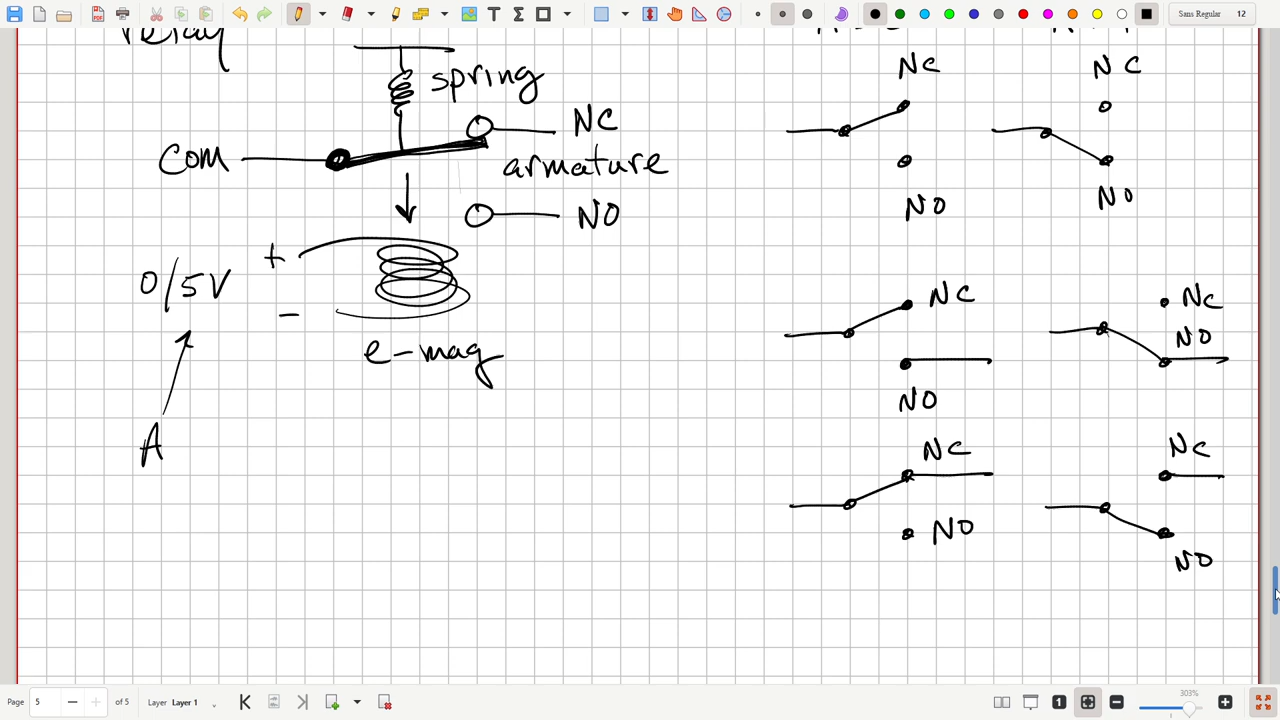 Sans Regular 12
relay
spring
NC
COM
armature
NO
+
0/5V
-
e-mag
A
NC
NC
NO
NO
NC
NC
NO
NO
NC
NC
NO
NO
Page 5 of 5 Layer Layer 1
303%